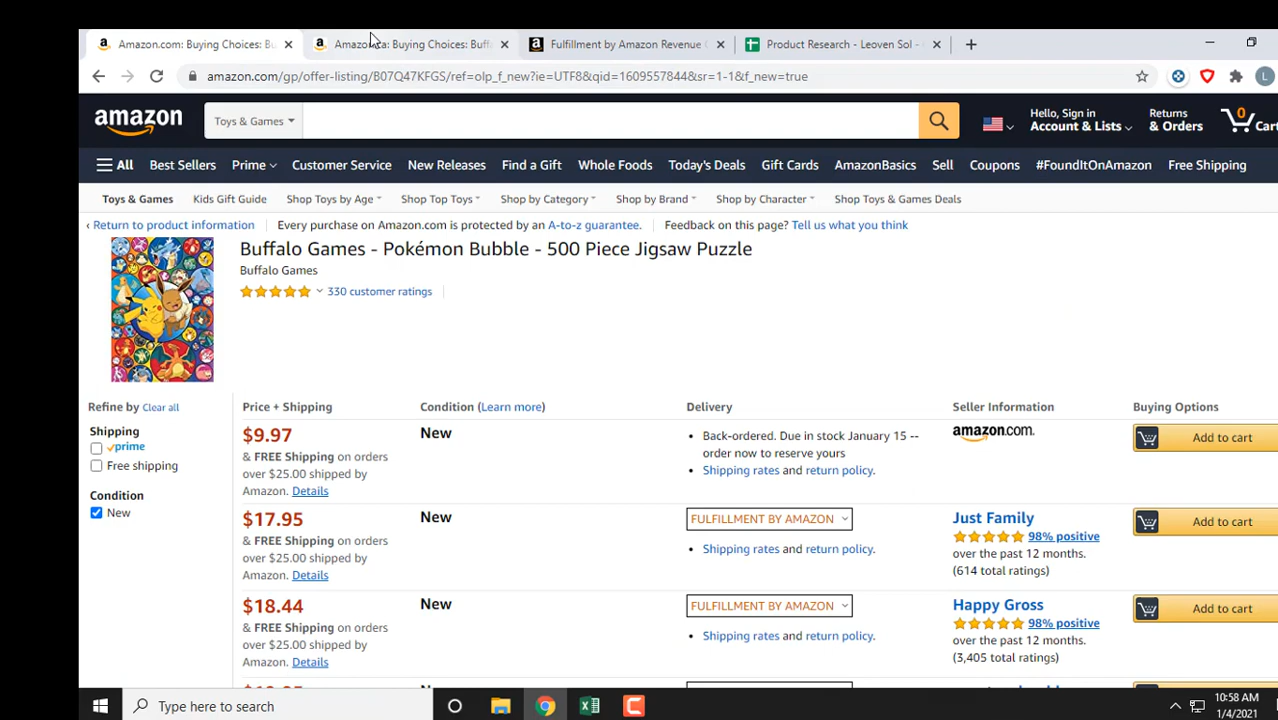 Amazon.com: Buying Choices: Bu
Amazon.ca: Buying Choices: Buffa
Fulfillment by Amazon Revenue
Product Research - Leoven Sol -
amazon.com/gp/offer-listing/B07Q47KFGS/ref=olp_f_new?ie=UTF8&qid=1609557844&sr=1-1&f_new=true
L
amazon
Toys & Games
Hello, Sign in
Account & Lists
Returns
& Orders
0
Cart
All
Best Sellers
Prime
Customer Service
New Releases
Find a Gift
Whole Foods
Today's Deals
Gift Cards
AmazonBasics
Sell
Coupons
#FoundItOnAmazon
Free Shipping
Toys & Games
Kids Gift Guide
Shop Toys by Age
Shop Top Toys
Shop by Category
Shop by Brand
Shop by Character
Shop Toys & Games Deals
‹ Return to product information
Every purchase on Amazon.com is protected by an A-to-z guarantee.
Feedback on this page? Tell us what you think
Buffalo Games - Pokémon Bubble - 500 Piece Jigsaw Puzzle
Buffalo Games
330 customer ratings
Refine by Clear all
Shipping
prime
Free shipping
Condition
New
Price + Shipping
Condition (Learn more)
Delivery
Seller Information
Buying Options
$9.97
& FREE Shipping on orders
over $25.00 shipped by
Amazon. Details
New
• Back-ordered. Due in stock January 15 --
order now to reserve yours
• Shipping rates and return policy.
amazon.com.
Add to cart
$17.95
& FREE Shipping on orders
over $25.00 shipped by
Amazon. Details
New
FULFILLMENT BY AMAZON
• Shipping rates and return policy.
Just Family
98% positive
over the past 12 months.
(614 total ratings)
Add to cart
$18.44
& FREE Shipping on orders
over $25.00 shipped by
Amazon. Details
New
FULFILLMENT BY AMAZON
• Shipping rates and return policy.
Happy Gross
98% positive
over the past 12 months.
(3,405 total ratings)
Add to cart
Type here to search
10:58 AM
1/4/2021